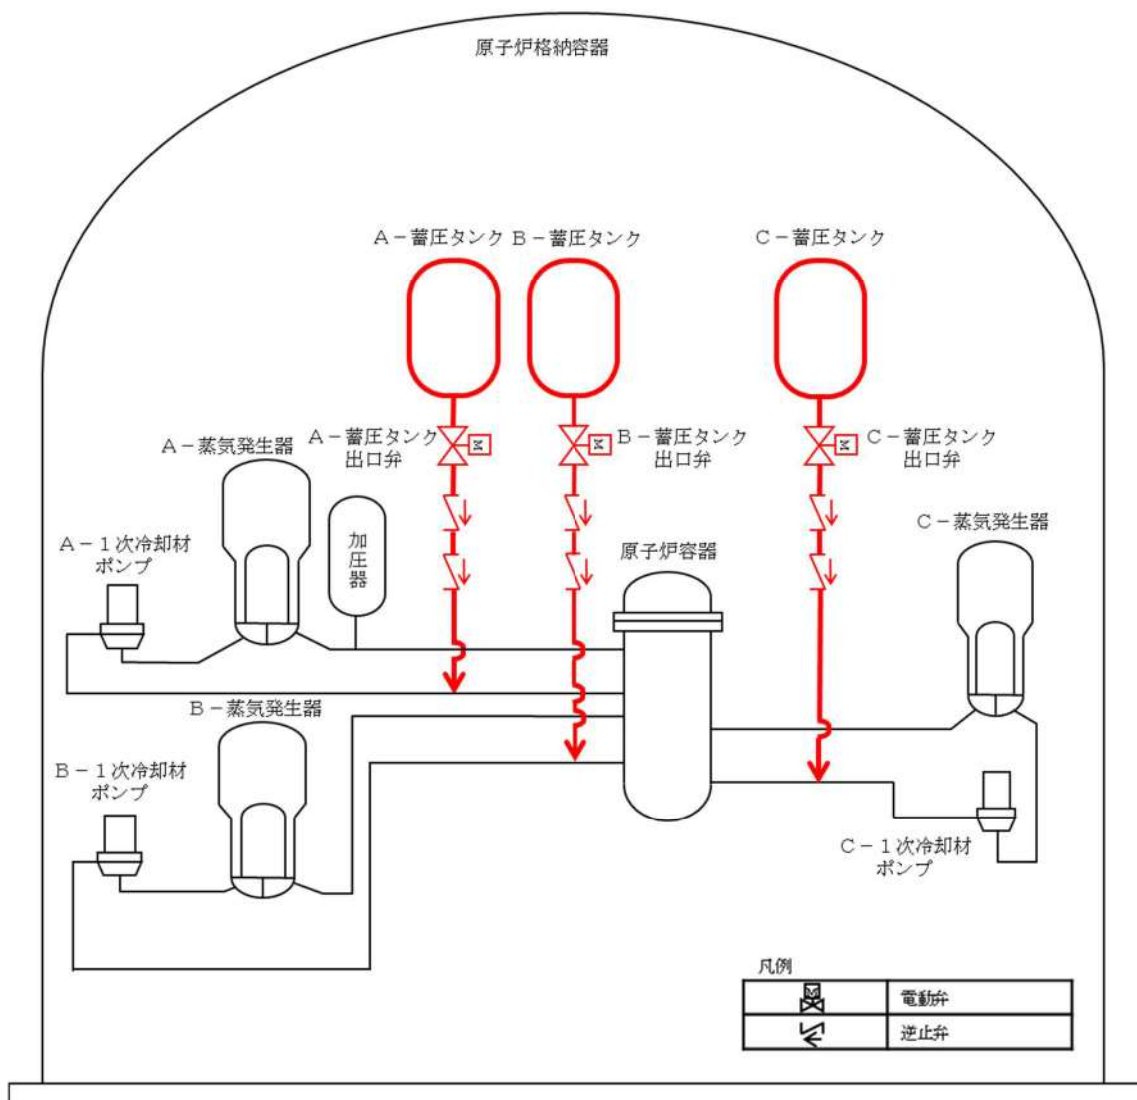 原子炉格納容器
A－蓄圧タンク B－蓄圧タンク C－蓄圧タンク
A－蓄圧タンク
出口弁
B－蓄圧タンク
出口弁
C－蓄圧タンク
出口弁
M
M
M
A－蒸気発生器
加圧器
A－１次冷却材
ポンプ
原子炉容器
C－蒸気発生器
B－蒸気発生器
B－１次冷却材
ポンプ
C－１次冷却材
ポンプ
凡例
M
電動弁
逆止弁